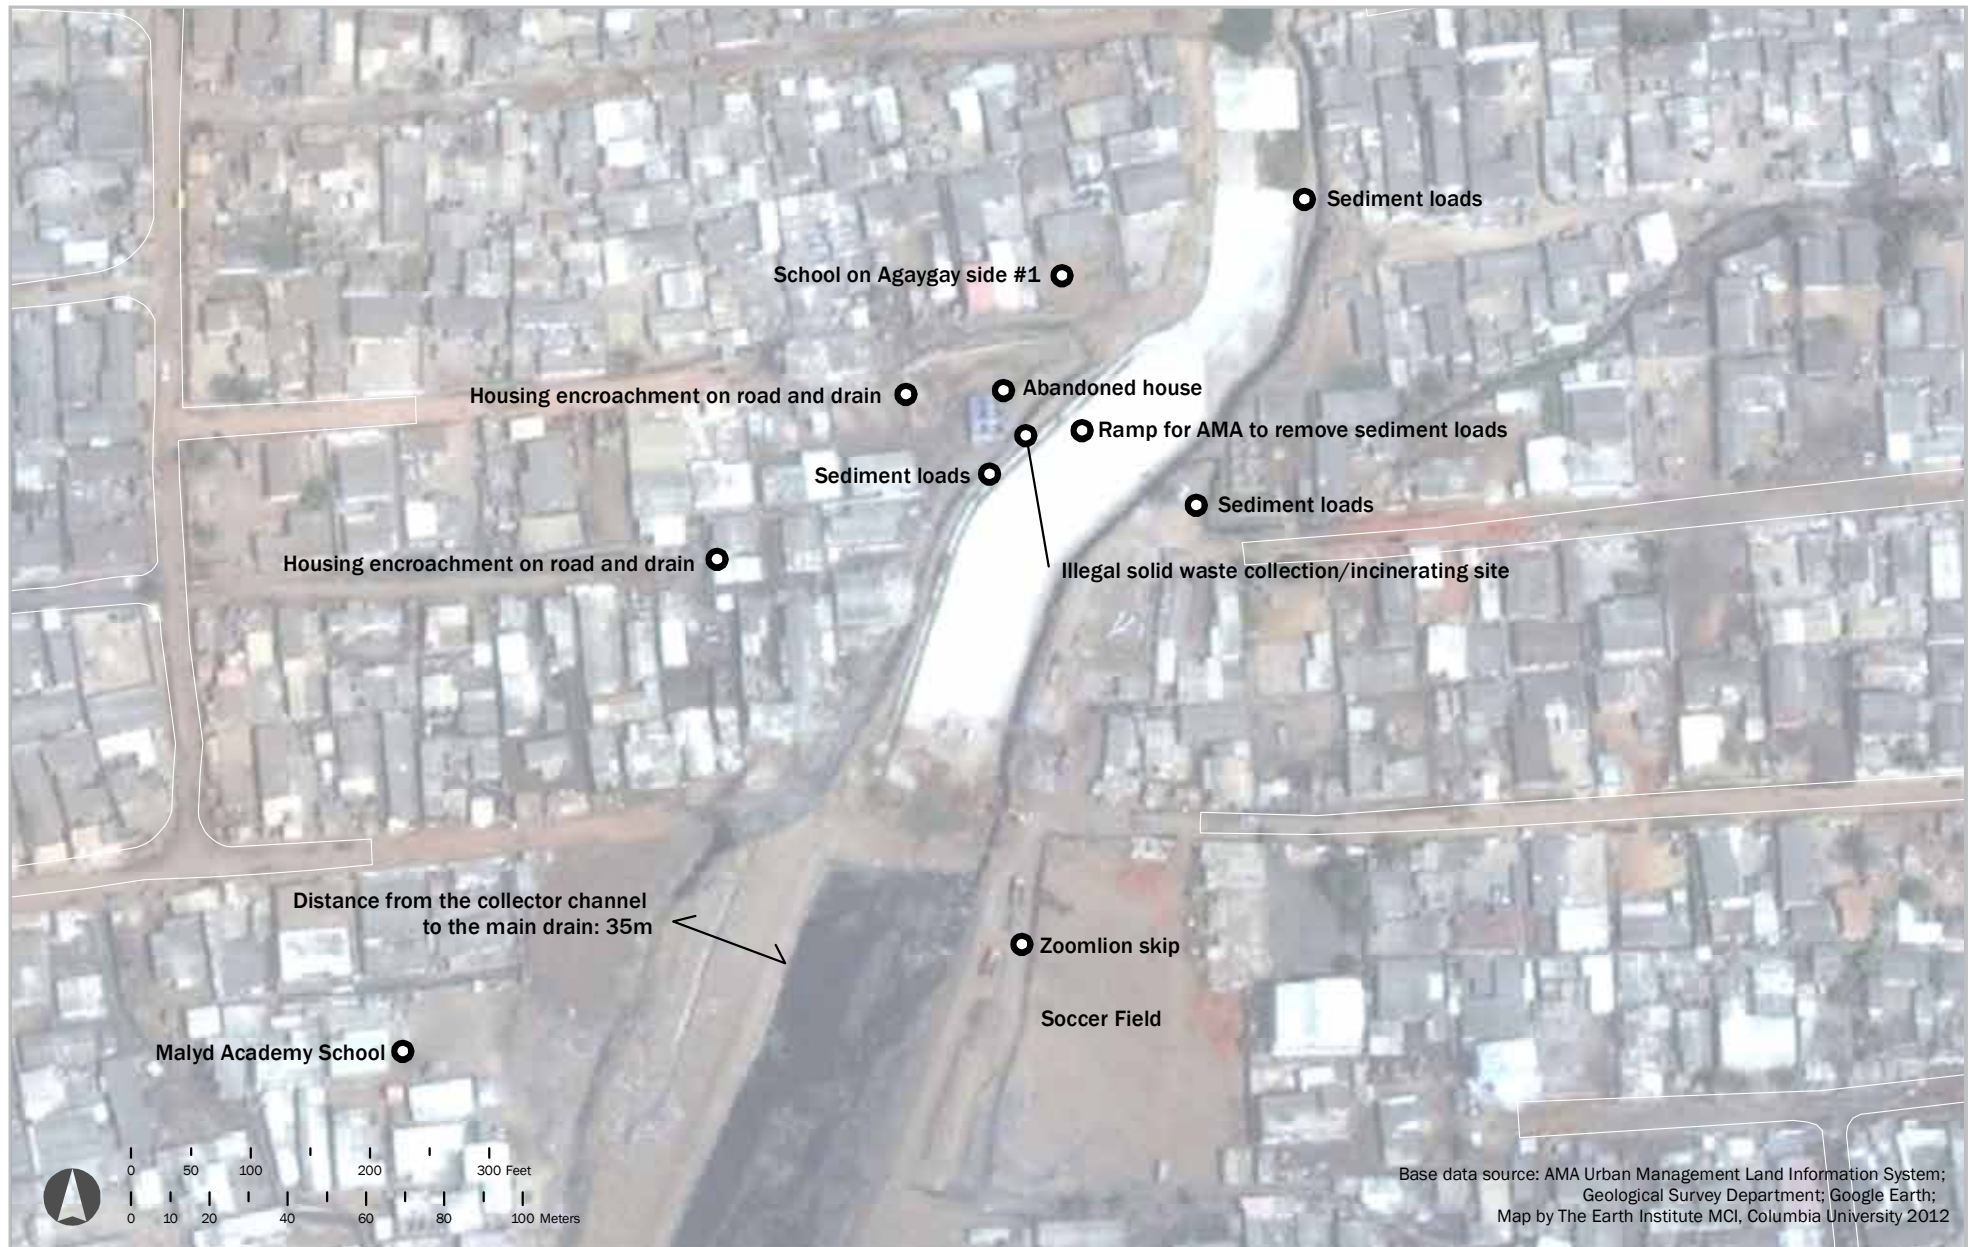 Sediment loads
School on Agaygay side #1
Housing encroachment on road and drain
Abandoned house
Ramp for AMA to remove sediment loads
Sediment loads
Sediment loads
Housing encroachment on road and drain
Illegal solid waste collection/incinerating site
Distance from the collector channel
to the main drain: 35m
Zoomlion skip
Soccer Field
Malyd Academy School
0 50 100 200 300 Feet
0 10 20 40 60 80 100 Meters
Base data source: AMA Urban Management Land Information System;
Geological Survey Department; Google Earth;
Map by The Earth Institute MCI, Columbia University 2012